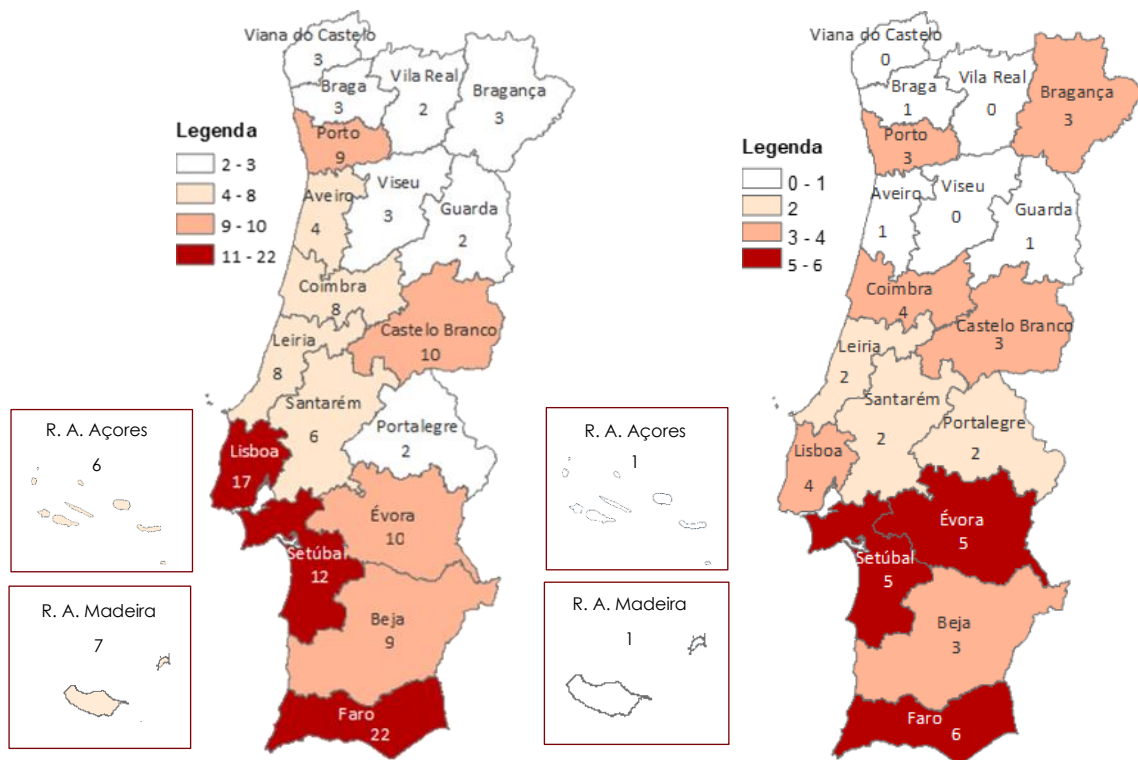 Viana do Castelo
3
Braga
3
Vila Real
2
Bragança
3
Legenda
2 - 3
4 - 8
9 - 10
11 - 22
Porto
9
Aveiro
4
Viseu
3
Guarda
2
Coimbra
8
Castelo Branco
10
Leiria
8
Santarém
6
Portalegre
2
Lisboa
17
Évora
10
Setúbal
12
Beja
9
Faro
22
R. A. Açores
6
R. A. Madeira
7
Viana do Castelo
0
Braga
1
Vila Real
0
Bragança
3
Legenda
0 - 1
2
3 - 4
5 - 6
Porto
3
Aveiro
1
Viseu
0
Guarda
1
Coimbra
4
Castelo Branco
3
Leiria
2
Santarém
2
Portalegre
2
Lisboa
4
Évora
5
Setúbal
5
Beja
3
Faro
6
R. A. Açores
1
R. A. Madeira
1